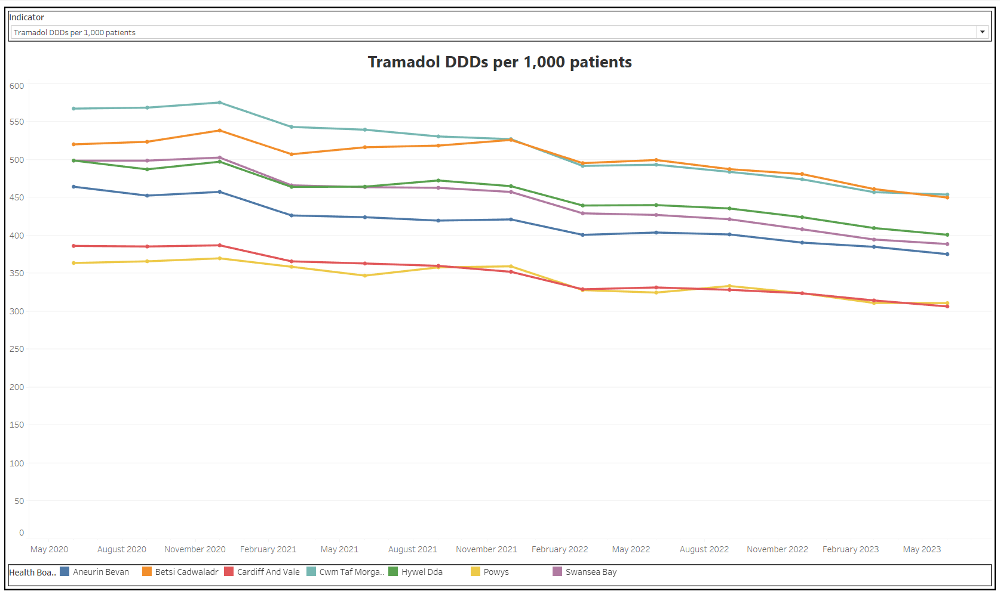 Indicator
Tramadol DDDs per 1,000 patients
Tramadol DDDs per 1,000 patients
600
550
500
450
400
350
300
250
200
150
100
50
0
May 2020 August 2020 November 2020 February 2021 May 2021 August 2021 November 2021 February 2022 May 2022 August 2022 November 2022 February 2023 May 2023
Health Boa.. Aneurin Bevan Betsi Cadwaladr Cardiff And Vale Cwm Taf Morga.. Hywel Dda Powys Swansea Bay